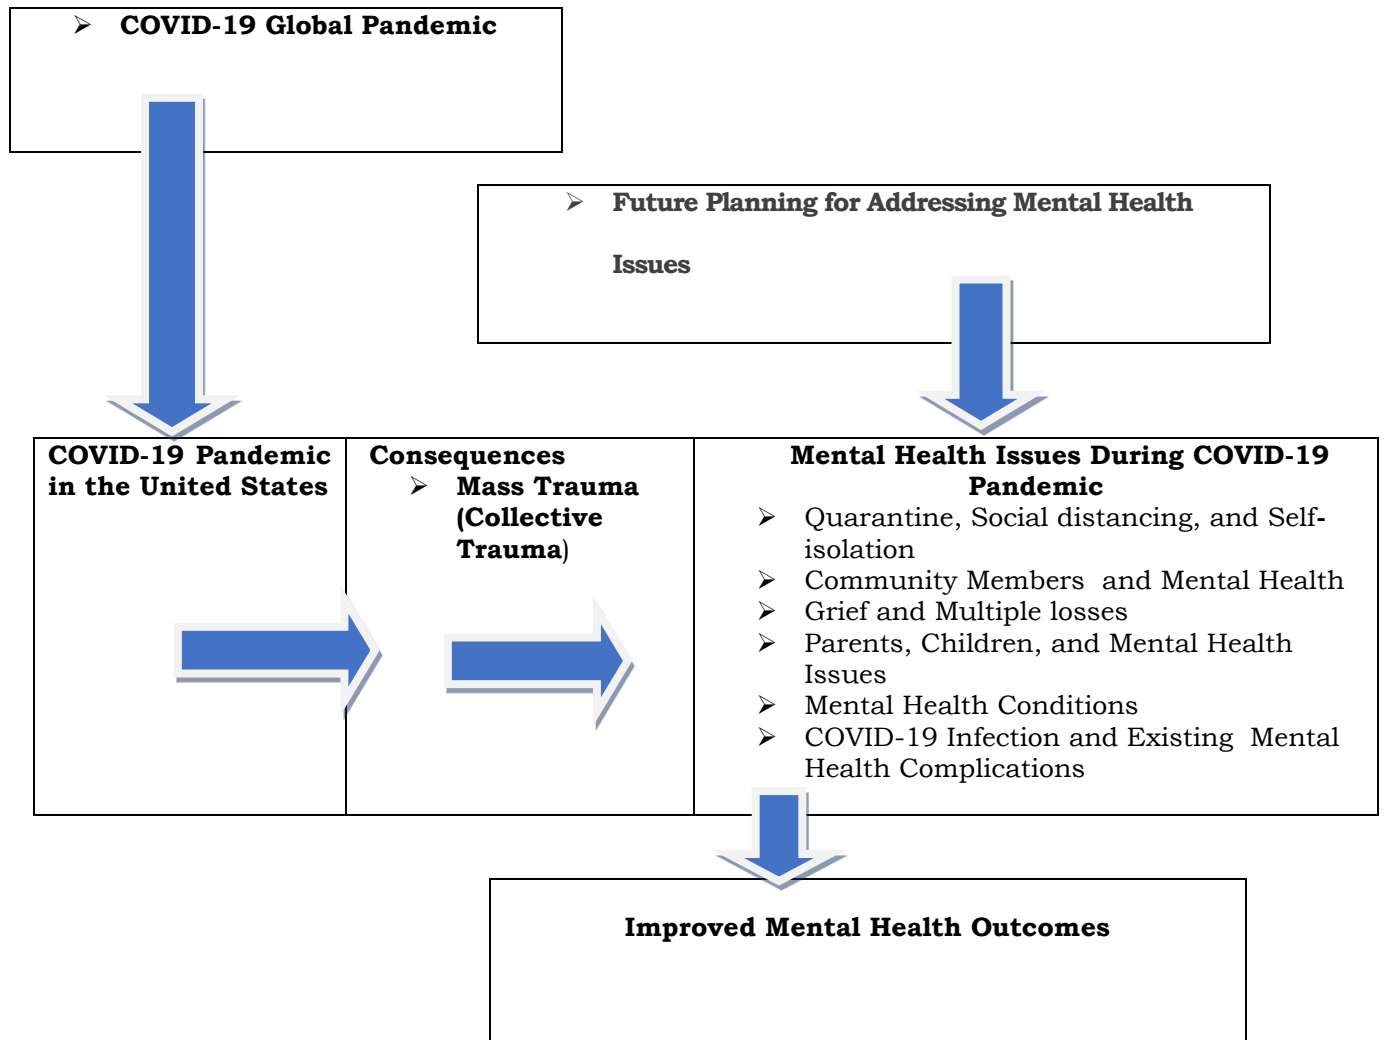 ➢ COVID-19 Global Pandemic
➢ Future Planning for Addressing Mental Health
Issues
COVID-19 Pandemic
in the United States
Consequences
➢ Mass Trauma
(Collective
Trauma)
Mental Health Issues During COVID-19
Pandemic
➢ Quarantine, Social distancing, and Self-
isolation
➢ Community Members and Mental Health
➢ Grief and Multiple losses
➢ Parents, Children, and Mental Health
Issues
➢ Mental Health Conditions
➢ COVID-19 Infection and Existing Mental
Health Complications
Improved Mental Health Outcomes